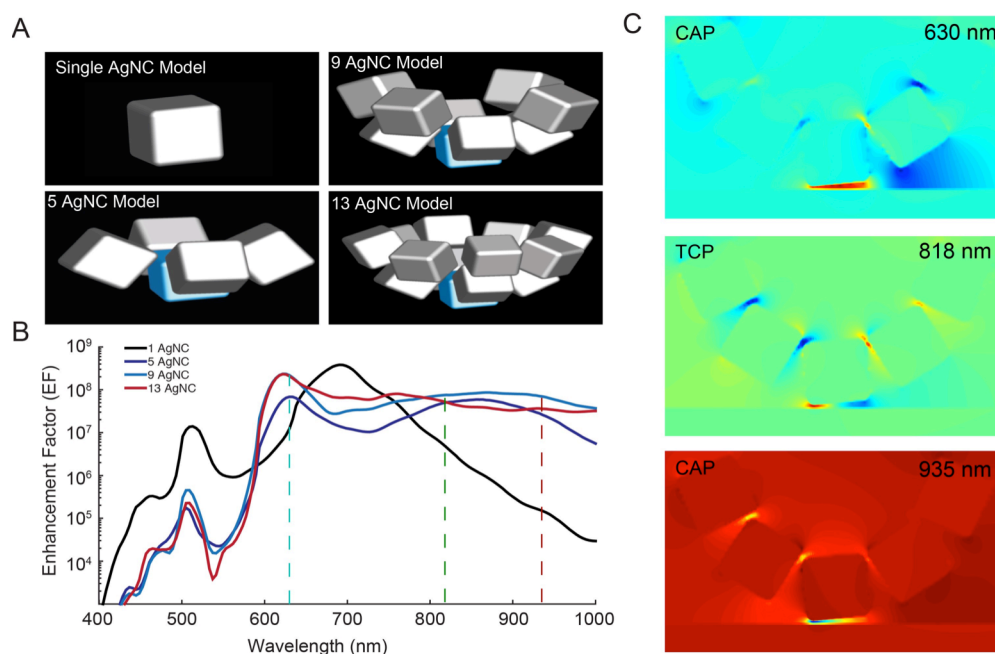 A
Single AgNC Model
9 AgNC Model
5 AgNC Model
13 AgNC Model
B
Enhancement Factor (EF)
10⁹
10⁸
10⁷
10⁶
10⁵
10⁴
1 AgNC
5 AgNC
9 AgNC
13 AgNC
400 500 600 700 800 900 1000
Wavelength (nm)
C
CAP 630 nm
TCP 818 nm
CAP 935 nm